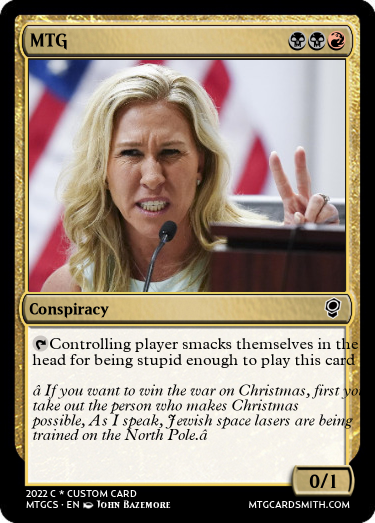 MTG
Conspiracy
Controlling player smacks themselves in the
head for being stupid enough to play this card
â If you want to win the war on Christmas, first you
take out the person who makes Christmas
possible, As I speak, Jewish space lasers are being
trained on the North Pole.â
0/1
2022 C * CUSTOM CARD
MTGCS · EN JOHN BAZEMORE
MTGCARDSMITH.COM